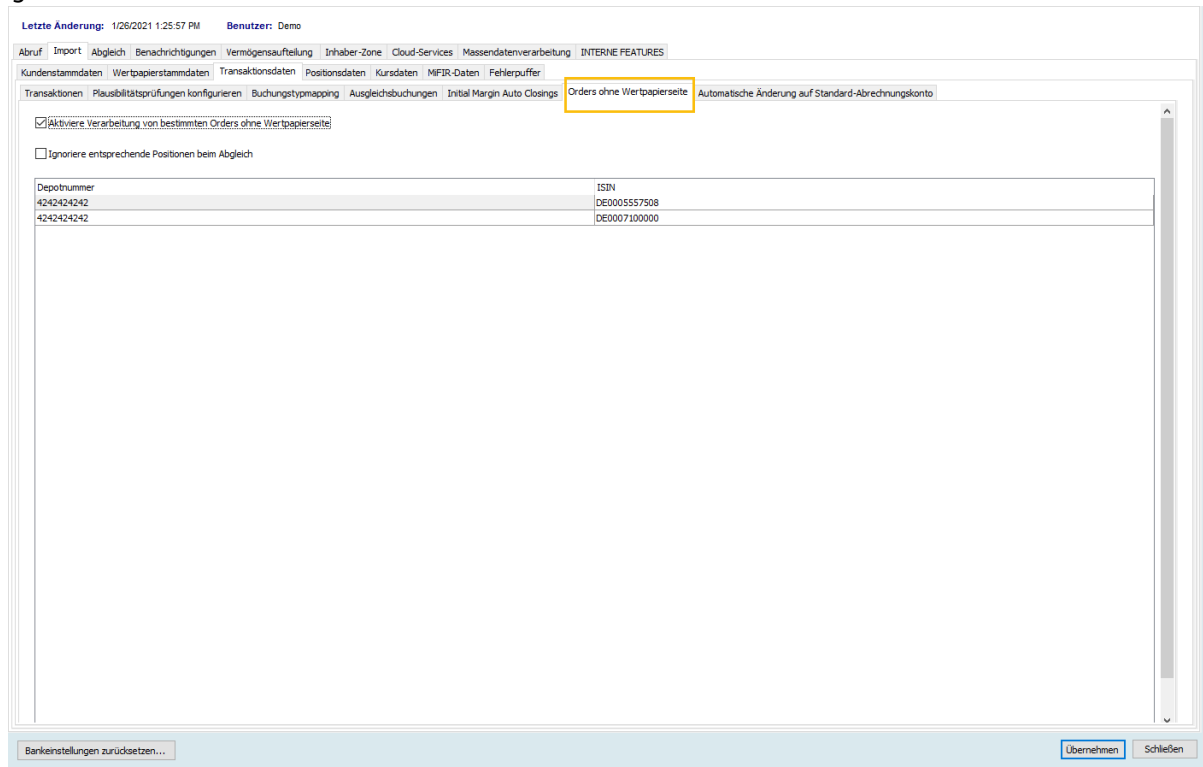 Letzte Änderung: 1/26/2021 1:25:57 PM Benutzer: Demo
Abruf Import Abgleich Benachrichtigungen Vermögensaufteilung Inhaber-Zone Cloud-Services Massendatenverarbeitung INTERNE FEATURES
Kundenstammdaten Wertpapierstammdaten Transaktionsdaten Positionsdaten Kursdaten MiFIR-Daten Fehlerpuffer
Transaktionen Plausibilitätsprüfungen konfigurieren Buchungstypmapping Ausgleichsbuchungen Initial Margin Auto Closings Orders ohne Wertpapierseite Automatische Änderung auf Standard-Abrechnungskonto
Aktiviere Verarbeitung von bestimmten Orders ohne Wertpapierseite
Ignoriere entsprechende Positionen beim Abgleich
Depotnummer ISIN
4242424242 DE0005557508
4242424242 DE0007100000
Bankeinstellungen zurücksetzen... Übernehmen Schließen